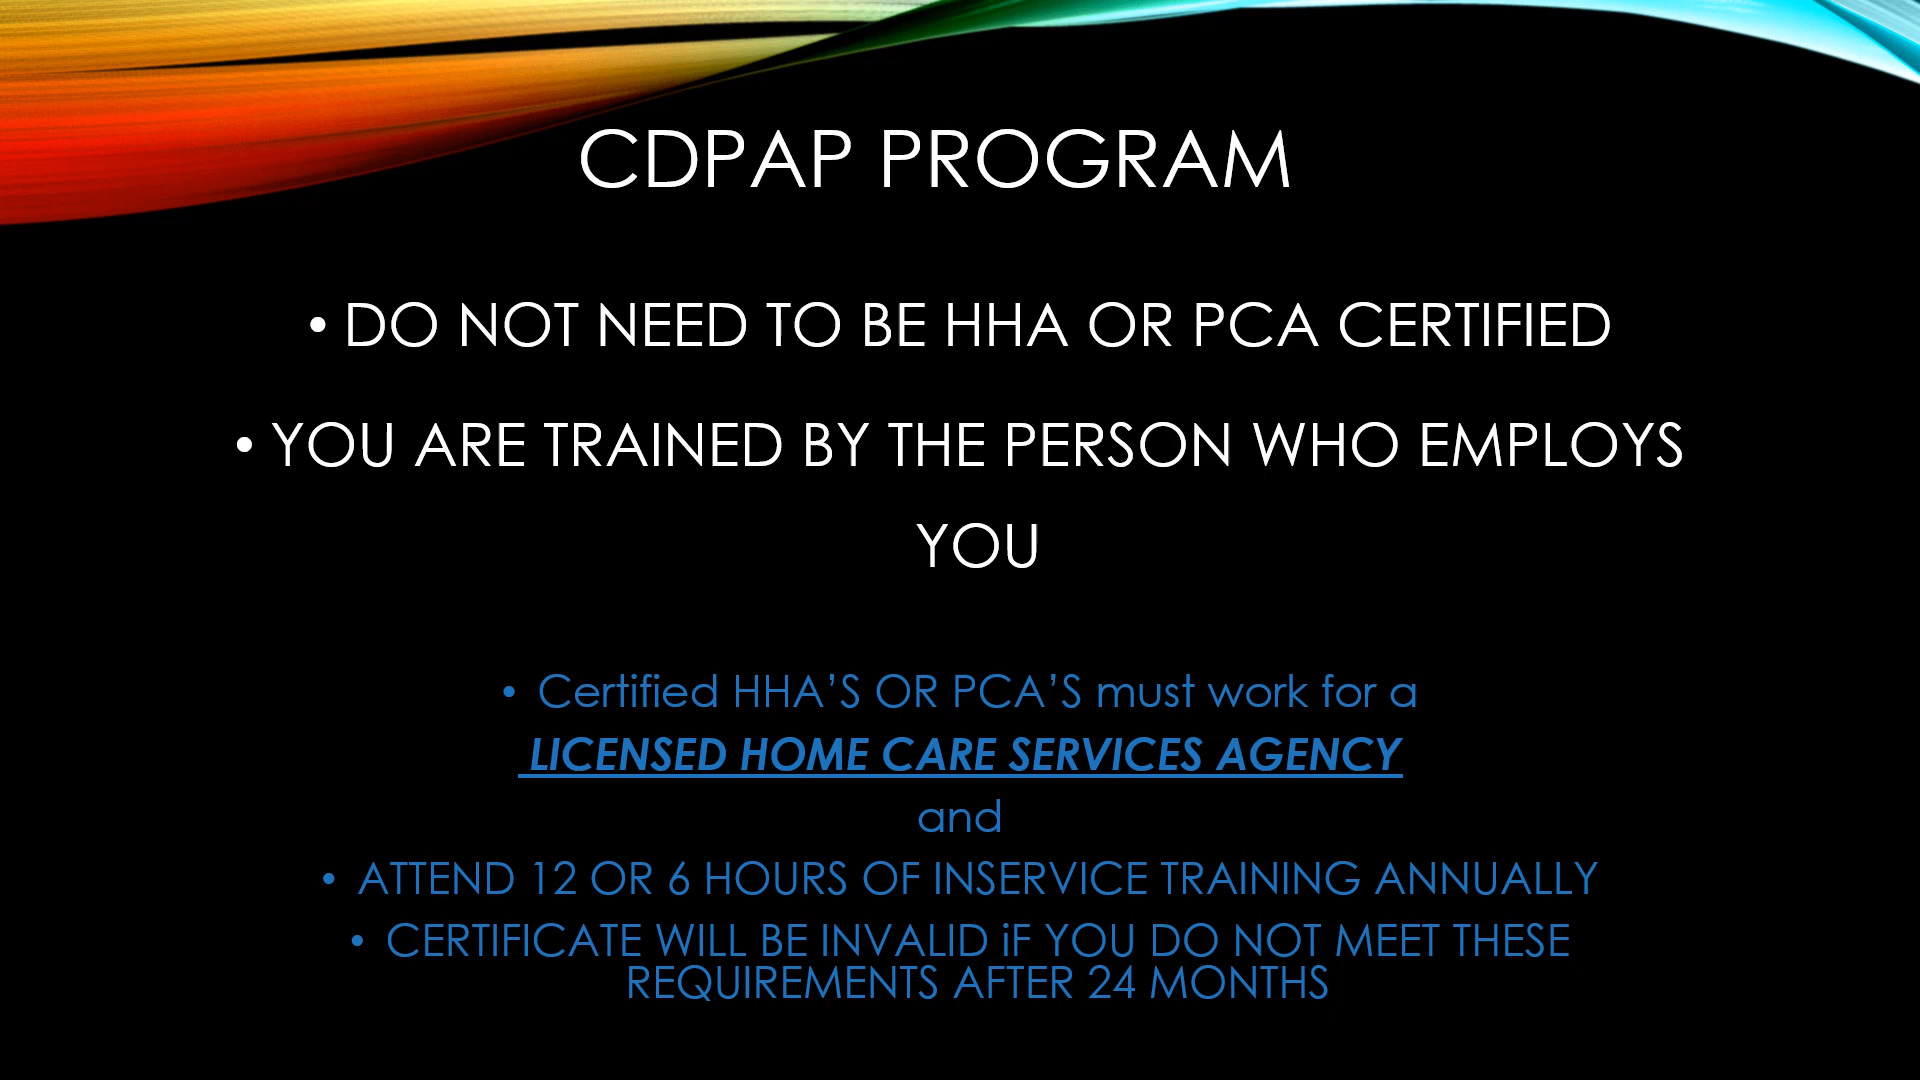 CDPAP PROGRAM
• DO NOT NEED TO BE HHA OR PCA CERTIFIED
• YOU ARE TRAINED BY THE PERSON WHO EMPLOYS
YOU
• Certified HHA’S OR PCA’S must work for a
LICENSED HOME CARE SERVICES AGENCY
and
• ATTEND 12 OR 6 HOURS OF INSERVICE TRAINING ANNUALLY
• CERTIFICATE WILL BE INVALID iF YOU DO NOT MEET THESE
REQUIREMENTS AFTER 24 MONTHS